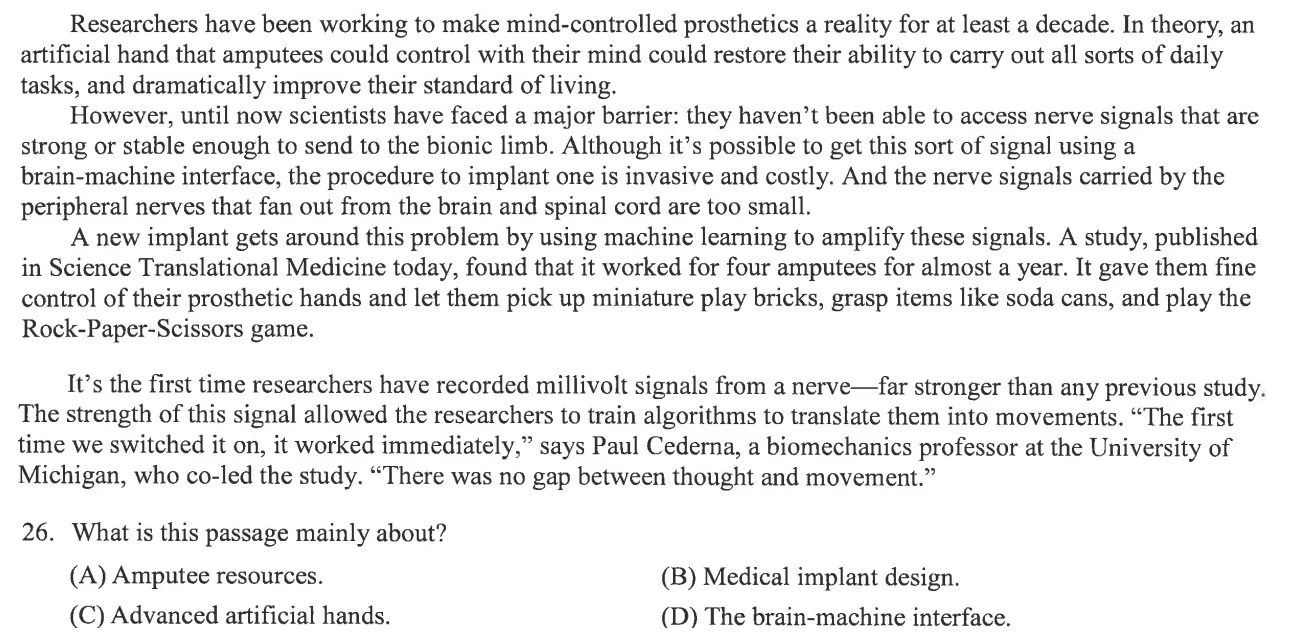 Researchers have been working to make mind-controlled prosthetics a reality for at least a decade. In theory, an
artificial hand that amputees could control with their mind could restore their ability to carry out all sorts of daily
tasks, and dramatically improve their standard of living.
However, until now scientists have faced a major barrier: they haven't been able to access nerve signals that are
strong or stable enough to send to the bionic limb. Although it's possible to get this sort of signal using a
brain-machine interface, the procedure to implant one is invasive and costly. And the nerve signals carried by the
peripheral nerves that fan out from the brain and spinal cord are too small.
A new implant gets around this problem by using machine learning to amplify these signals. A study, published
in Science Translational Medicine today, found that it worked for four amputees for almost a year. It gave them fine
control of their prosthetic hands and let them pick up miniature play bricks, grasp items like soda cans, and play the
Rock-Paper-Scissors game.
It's the first time researchers have recorded millivolt signals from a nerve—far stronger than any previous study.
The strength of this signal allowed the researchers to train algorithms to translate them into movements. “The first
time we switched it on, it worked immediately,” says Paul Cederna, a biomechanics professor at the University of
Michigan, who co-led the study. “There was no gap between thought and movement.”
26. What is this passage mainly about?
(A) Amputee resources. (B) Medical implant design.
(C) Advanced artificial hands. (D) The brain-machine interface.